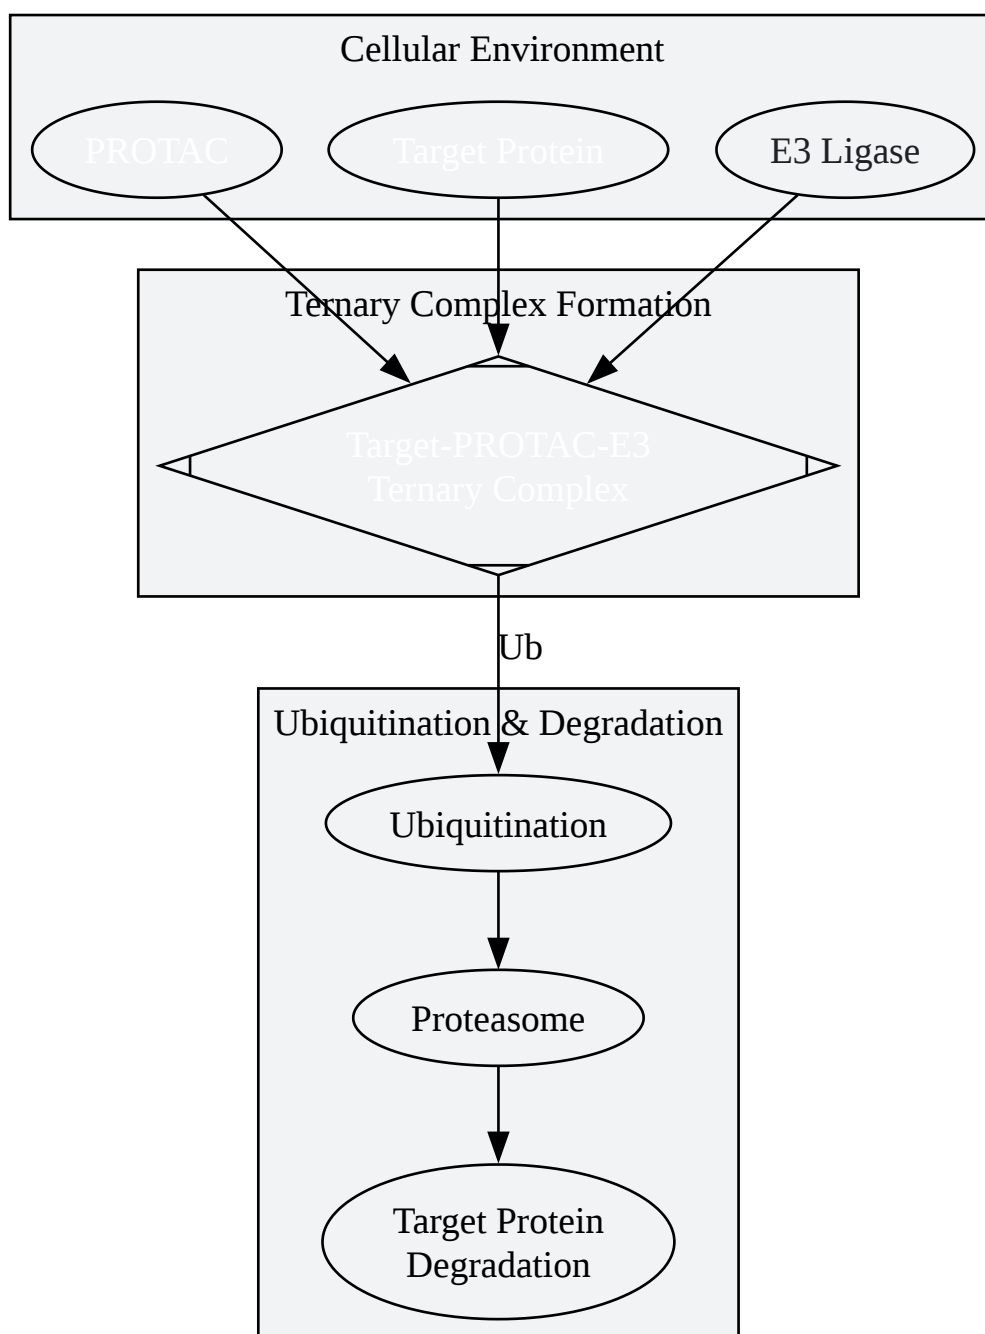 Cellular Environment
PROTAC
Target Protein
E3 Ligase
Ternary Complex Formation
Target-PROTAC-E3
Ternary Complex
Ub
Ubiquitination & Degradation
Ubiquitination
Proteasome
Target Protein
Degradation